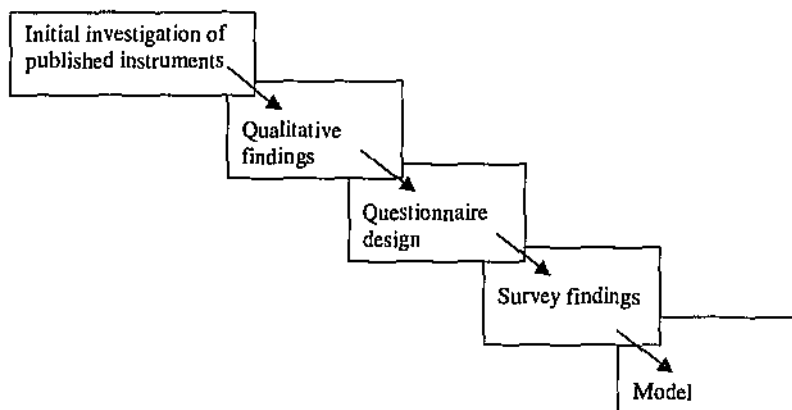 Initial investigation of
published instruments
Qualitative
findings
Questionnaire
design
Survey findings
Model